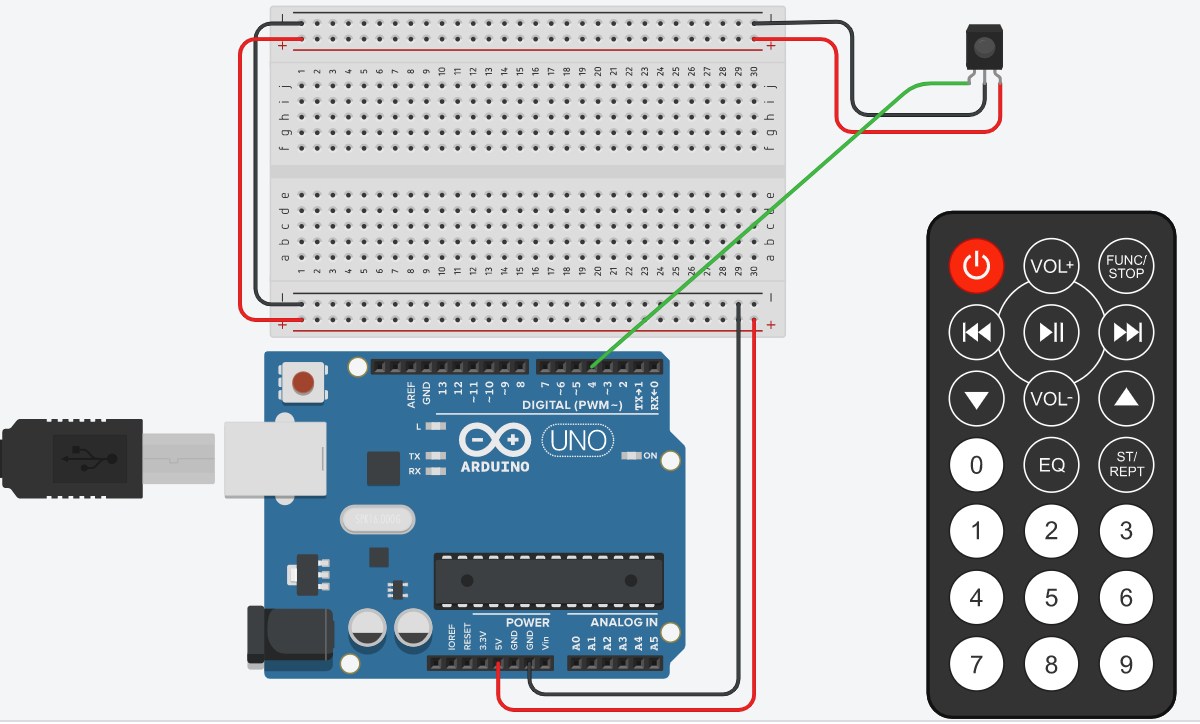 − +
1 2 3 4 5 6 7 8 9 10 11 12 13 14 15 16 17 18 19 20 21 22 23 24 25 26 27 28 29 30
j j
i i
h h
g g
f f
e e
d d
c c
b b
a a
1 2 3 4 5 6 7 8 9 10 11 12 13 14 15 16 17 18 19 20 21 22 23 24 25 26 27 28 29 30
− −
+ +
AREF GND 13 12 ~11 ~10 ~9 8 7 ~6 ~5 4 ~3 2 TX→1 RX←0
DIGITAL (PWM~)
L
TX
RX
UNO
ARDUINO
ON
POWER
ANALOG IN
IOREF RESET 3.3V 5V GND GND Vin A0 A1 A2 A3 A4 A5
VOL+
FUNC/
STOP
VOL-
0
EQ
ST/
REPT
1 2 3
4 5 6
7 8 9